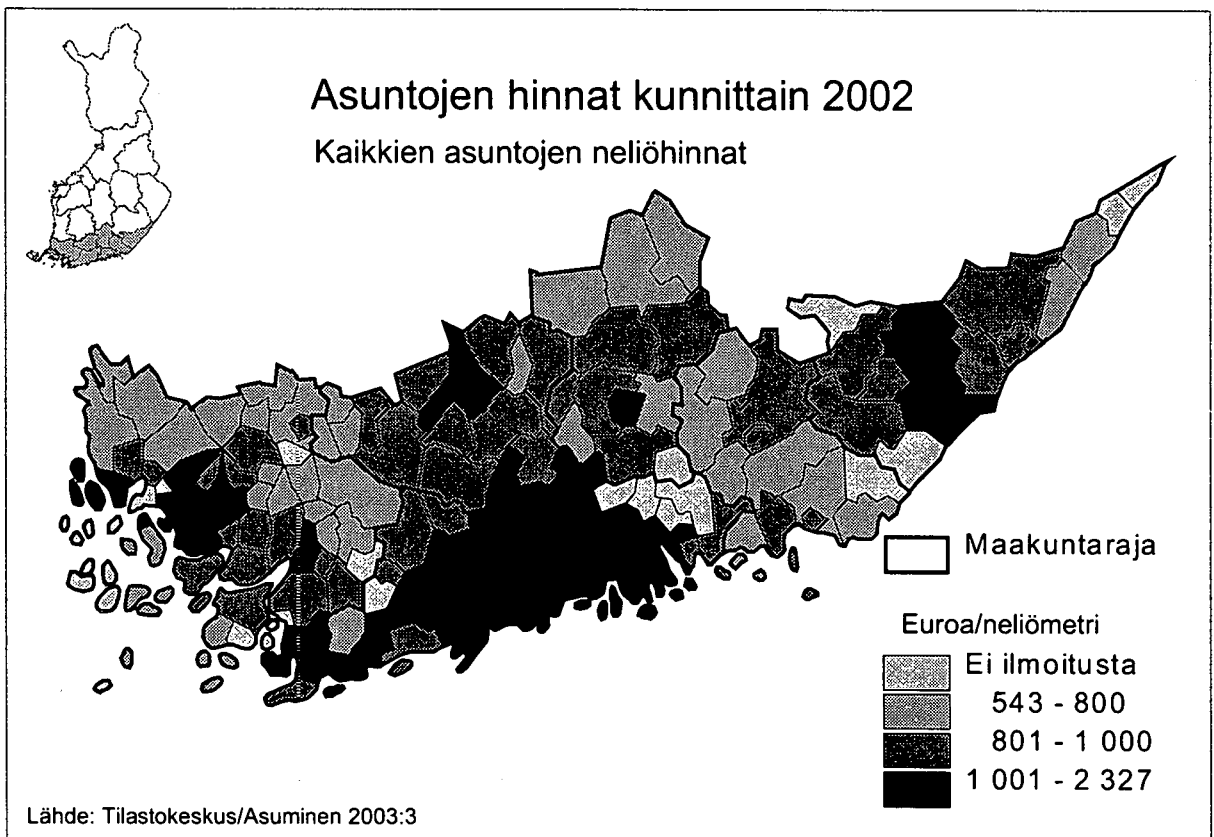 Asuntojen hinnat kunnittain 2002
Kaikkien asuntojen neliöhinnat
Maakuntaraja
Euroa/neliömetri
Ei ilmoitusta
543 - 800
801 - 1 000
1 001 - 2 327
Lähde: Tilastokeskus/Asuminen 2003:3